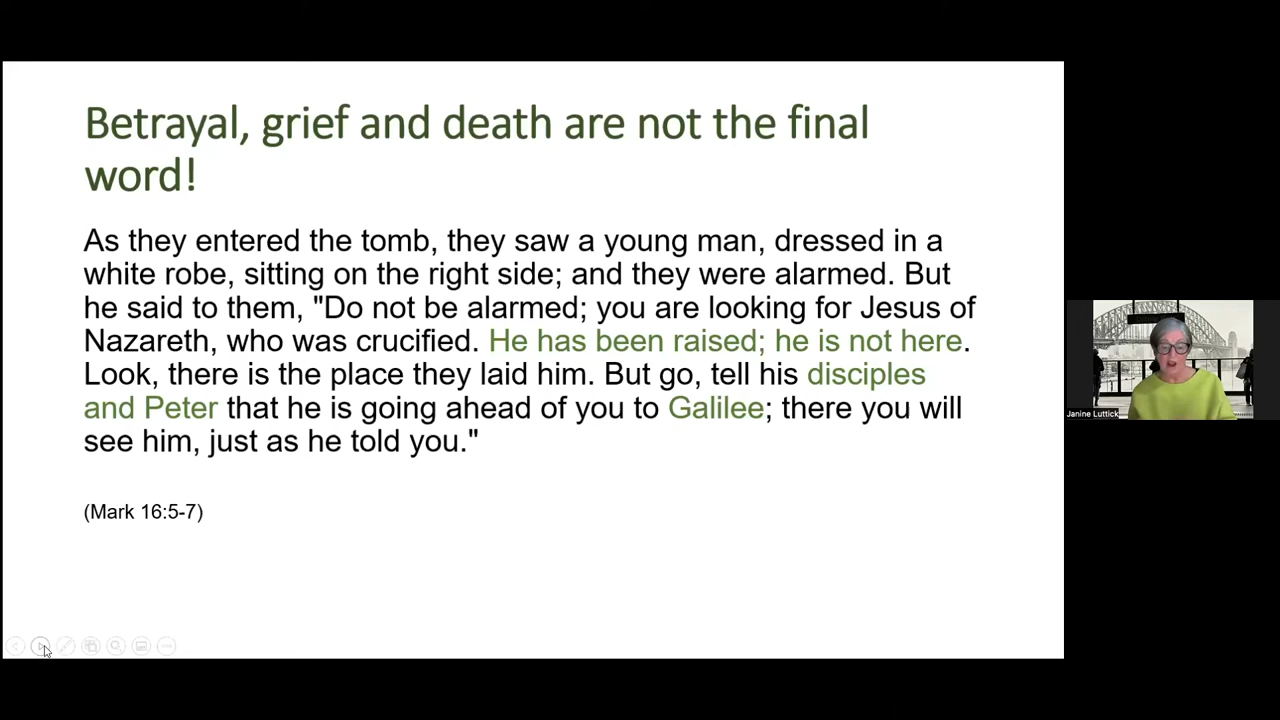 Betrayal, grief and death are not the final
word!
As they entered the tomb, they saw a young man, dressed in a
white robe, sitting on the right side; and they were alarmed. But
he said to them, "Do not be alarmed; you are looking for Jesus of
Nazareth, who was crucified. He has been raised; he is not here.
Look, there is the place they laid him. But go, tell his disciples
and Peter that he is going ahead of you to Galilee; there you will
see him, just as he told you."
(Mark 16:5-7)
Janine Luttick